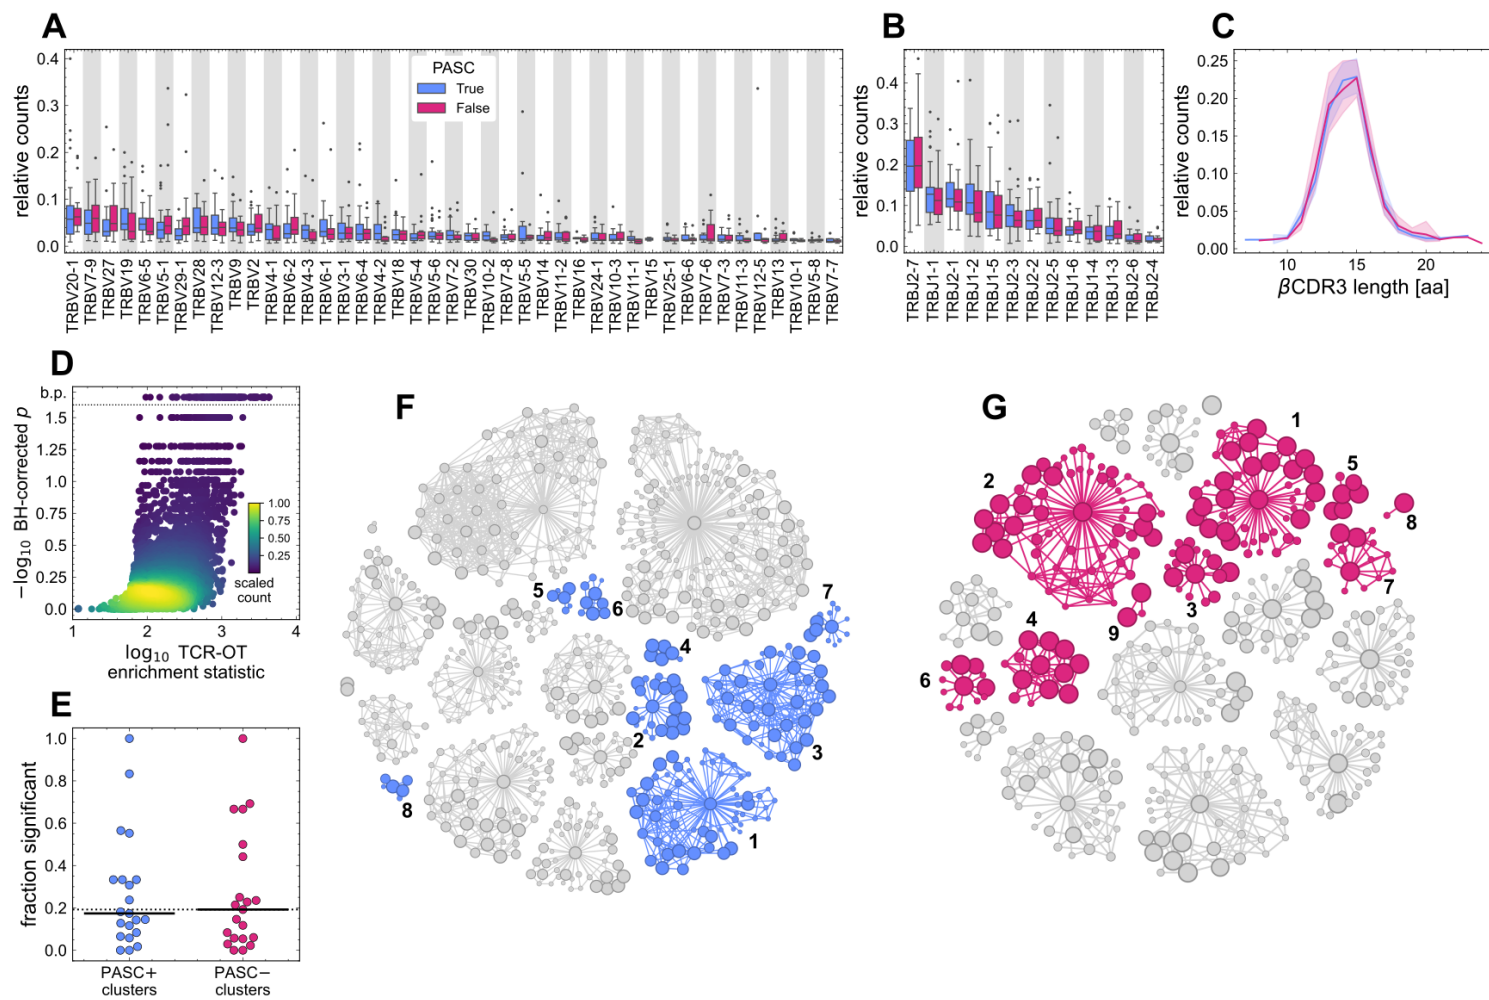 A
B
C
relative counts
0.4
0.3
0.2
0.1
0.0
PASC
True
False
TRBV20-1
TRBV7-9
TRBV27
TRBV19
TRBV6-5
TRBV5-1
TRBV29-1
TRBV28
TRBV12-3
TRBV9
TRBV2
TRBV4-1
TRBV6-2
TRBV4-3
TRBV6-1
TRBV3-1
TRBV6-4
TRBV4-2
TRBV18
TRBV5-4
TRBV5-6
TRBV7-2
TRBV30
TRBV10-2
TRBV7-8
TRBV5-5
TRBV14
TRBV11-2
TRBV16
TRBV24-1
TRBV10-3
TRBV11-1
TRBV15
TRBV25-1
TRBV6-6
TRBV7-6
TRBV7-3
TRBV11-3
TRBV12-5
TRBV13
TRBV10-1
TRBV5-8
TRBV7-7
relative counts
0.4
0.3
0.2
0.1
0.0
TRBJ2-7
TRBJ1-1
TRBJ2-1
TRBJ1-2
TRBJ1-5
TRBJ2-3
TRBJ2-2
TRBJ2-5
TRBJ1-6
TRBJ1-4
TRBJ1-3
TRBJ2-6
TRBJ2-4
relative counts
0.25
0.20
0.15
0.10
0.05
0.00
10
15
20
βCDR3 length [aa]
D
−log10 BH-corrected p
b.p.
1.5
1.25
1.0
0.75
0.5
0.25
0.0
1.00
0.75
0.50
0.25
scaled
count
1
2
3
4
log10 TCR-OT
enrichment statistic
E
fraction significant
1.0
0.8
0.6
0.4
0.2
0.0
PASC+
clusters
PASC−
clusters
F
5
6
7
4
2
3
8
1
G
1
2
5
8
3
7
9
4
6